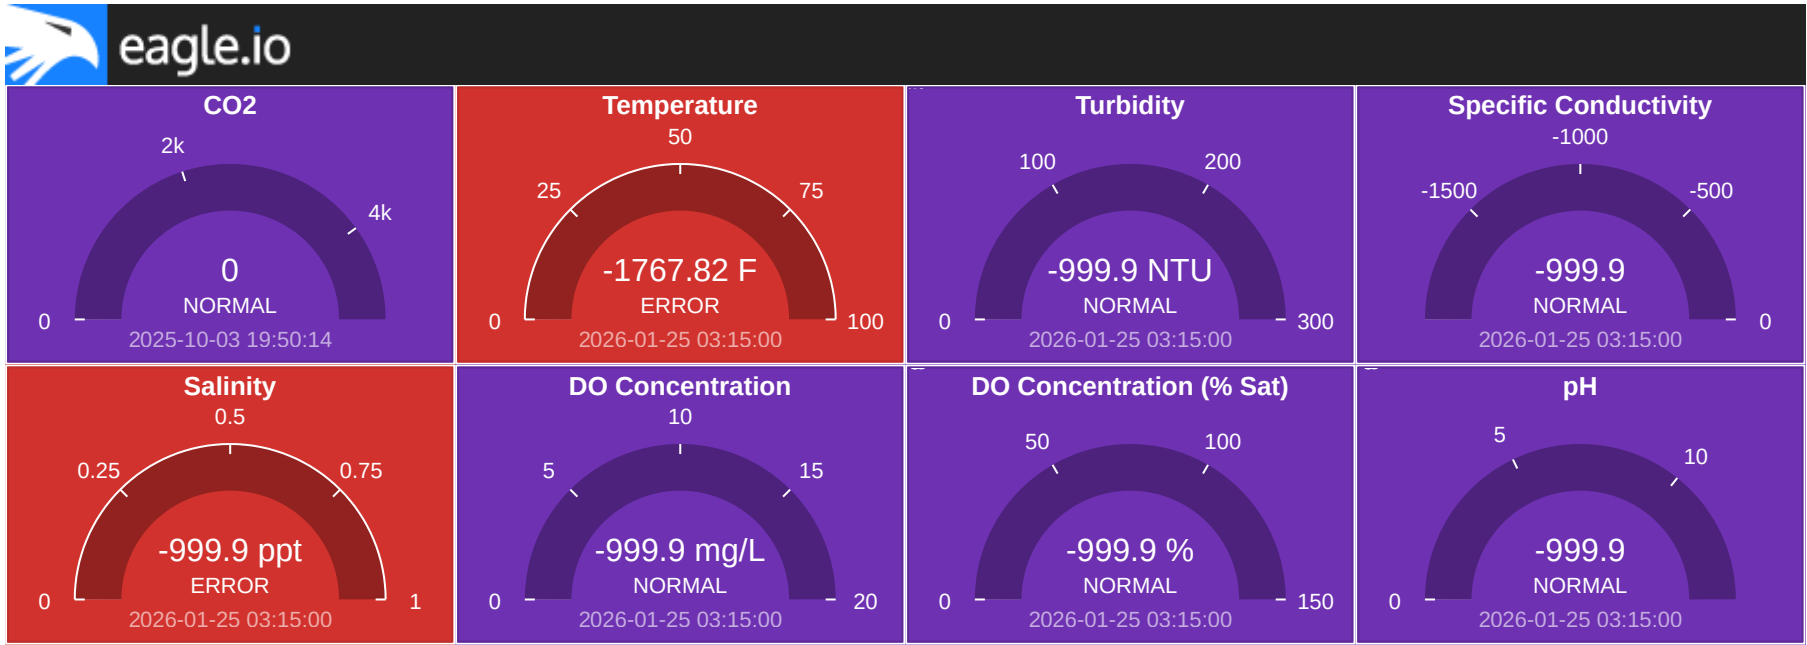 eagle.io
CO2
2k
4k
0
NORMAL
0
2025-10-03 19:50:14
Temperature
50
25
75
-1767.82 F
ERROR
0
100
2026-01-25 03:15:00
Turbidity
100
200
-999.9 NTU
NORMAL
0
300
2026-01-25 03:15:00
Specific Conductivity
-1000
-1500
-500
-999.9
NORMAL
0
2026-01-25 03:15:00
Salinity
0.5
0.25
0.75
-999.9 ppt
ERROR
0
1
2026-01-25 03:15:00
DO Concentration
10
5
15
-999.9 mg/L
NORMAL
0
20
2026-01-25 03:15:00
DO Concentration (% Sat)
50
100
-999.9 %
NORMAL
0
150
2026-01-25 03:15:00
pH
5
10
-999.9
NORMAL
0
2026-01-25 03:15:00